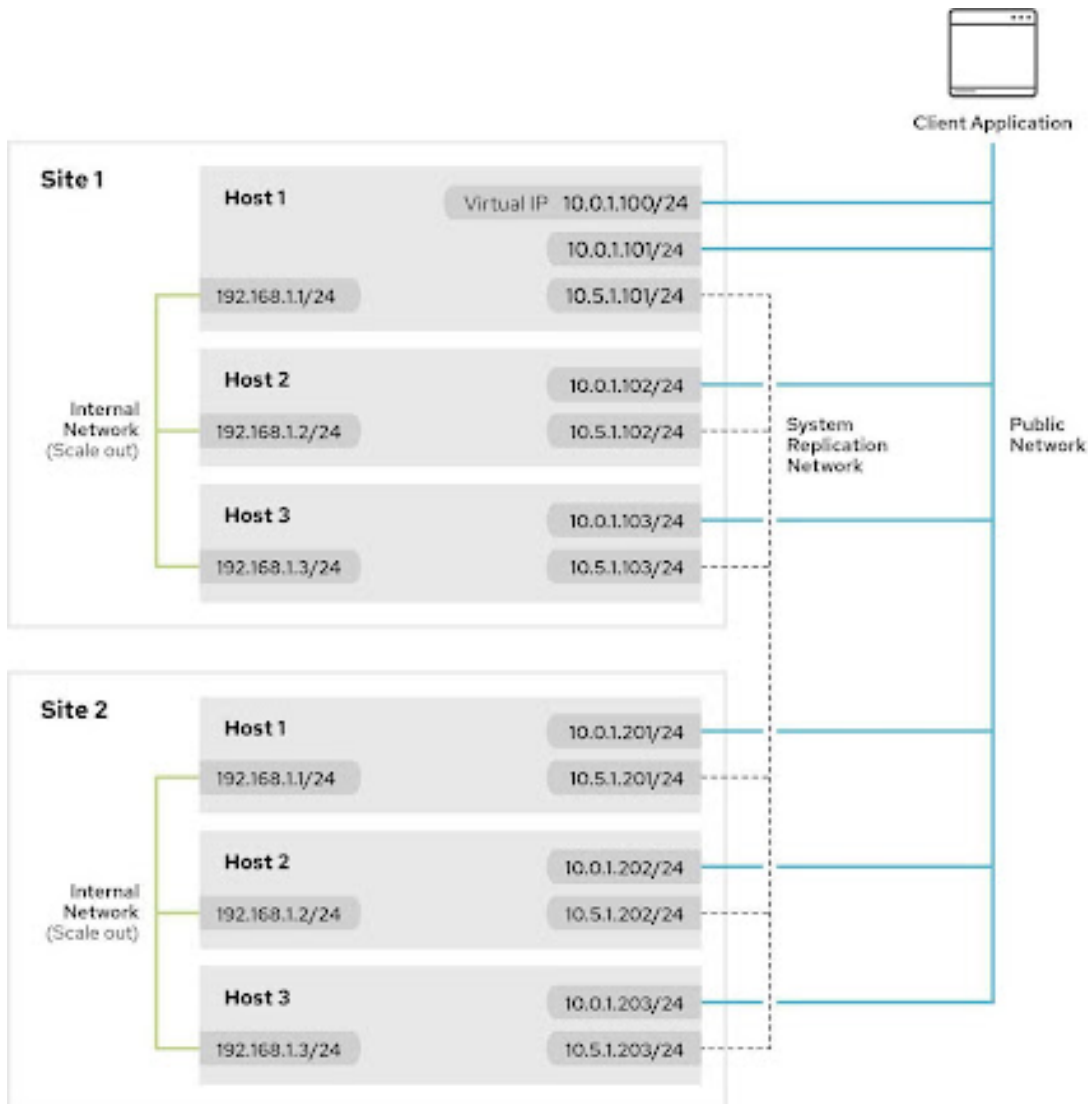 Client Application
Site 1
Host 1
Virtual IP 10.0.1.100/24
10.0.1.101/24
192.168.1.1/24
10.5.1.101/24
Host 2
10.0.1.102/24
Internal
Network
(Scale out)
192.168.1.2/24
10.5.1.102/24
System
Replication
Network
Public
Network
Host 3
10.0.1.103/24
192.168.1.3/24
10.5.1.103/24
Site 2
Host 1
10.0.1.201/24
192.168.1.1/24
10.5.1.201/24
Host 2
10.0.1.202/24
Internal
Network
(Scale out)
192.168.1.2/24
10.5.1.202/24
Host 3
10.0.1.203/24
192.168.1.3/24
10.5.1.203/24